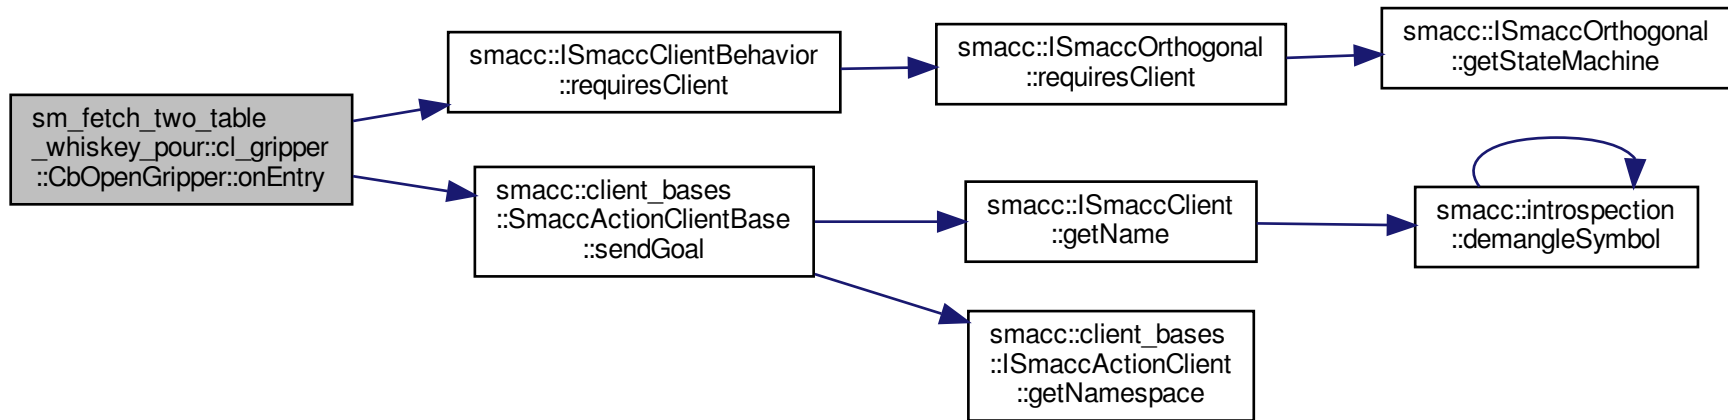 sm_fetch_two_table
_whiskey_pour::cl_gripper
::CbOpenGripper::onEntry
smacc::ISmaccClientBehavior
::requiresClient
smacc::ISmaccOrthogonal
::requiresClient
smacc::ISmaccOrthogonal
::getStateMachine
smacc::client_bases
::SmaccActionClientBase
::sendGoal
smacc::ISmaccClient
::getName
smacc::introspection
::demangleSymbol
smacc::client_bases
::ISmaccActionClient
::getNamespace